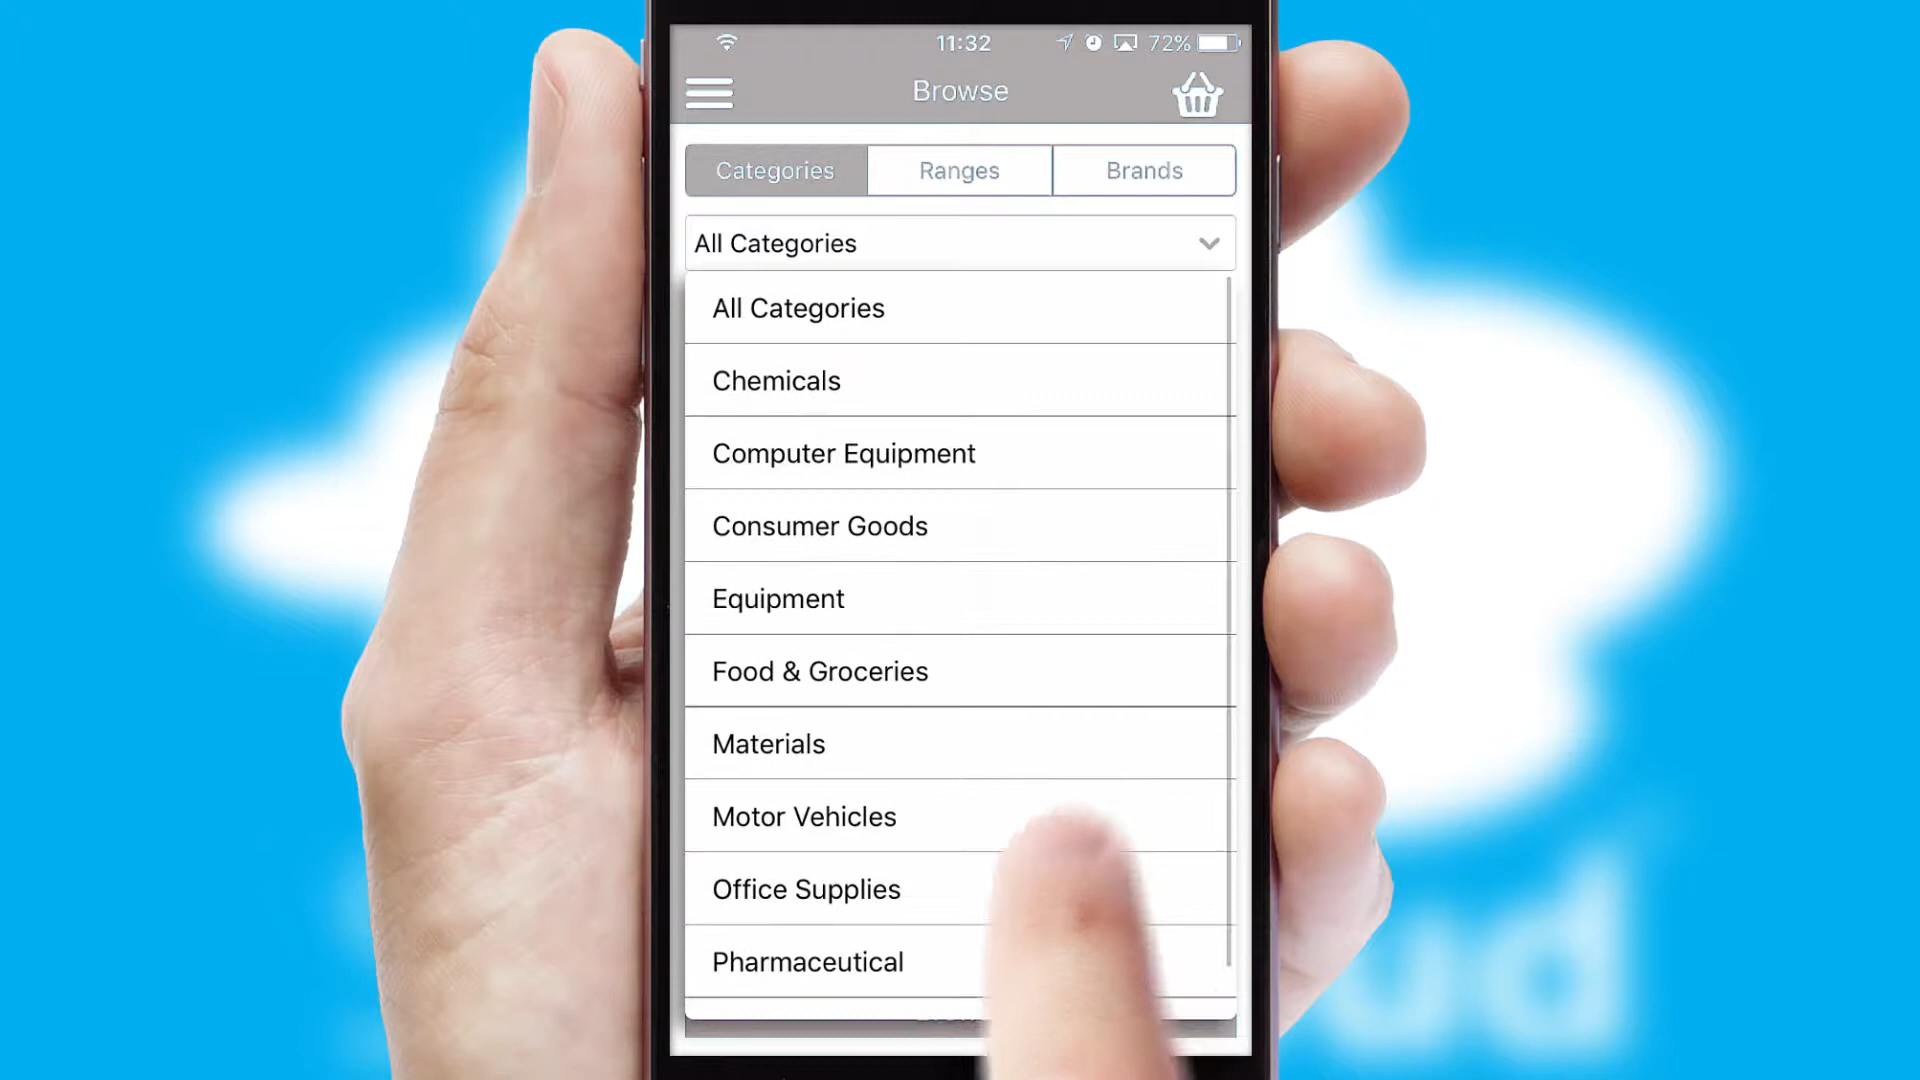 11:32
72%
Browse
Categories
Ranges
Brands
All Categories
All Categories
Chemicals
Computer Equipment
Consumer Goods
Equipment
Food & Groceries
Materials
Motor Vehicles
Office Supplies
Pharmaceutical
ud